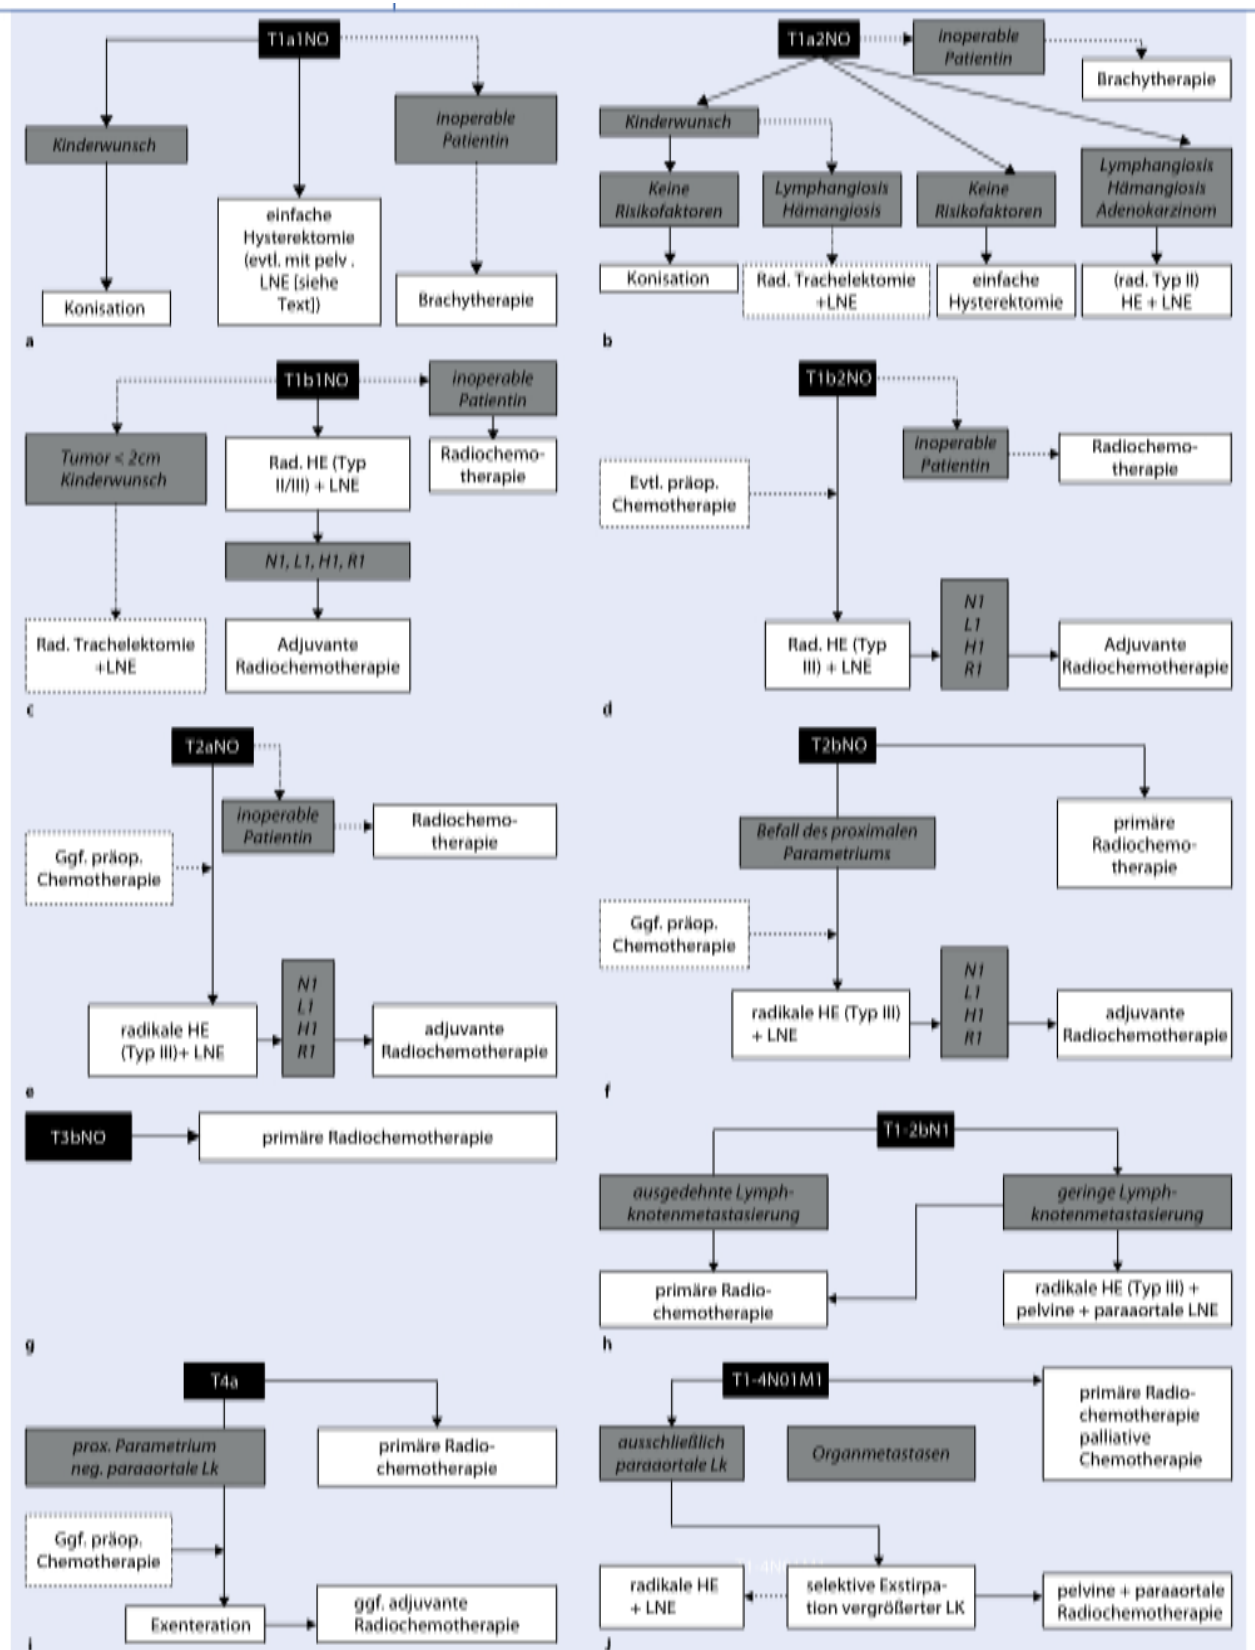 T1a1NO
Kinderwunsch
inoperable
Patientin
einfache
Hysterektomie
(evtl. mit pelv .
LNE [siehe
Text])
Konisation
Brachytherapie
a
T1a2NO
inoperable
Patientin
Brachytherapie
Kinderwunsch
Keine
Risikofaktoren
Lymphangiosis
Hämangiosis
Keine
Risikofaktoren
Lymphangiosis
Hämangiosis
Adenokarzinom
Konisation
Rad. Trachelektomie
+LNE
einfache
Hysterektomie
(rad. Typ II)
HE + LNE
b
T1b1NO
inoperable
Patientin
Tumor < 2cm
Kinderwunsch
Rad. HE (Typ
II/III) + LNE
Radiochemo-
therapie
N1, L1, H1, R1
Rad. Trachelektomie
+LNE
Adjuvante
Radiochemotherapie
c
T1b2NO
inoperable
Patientin
Radiochemo-
therapie
Evtl. präop.
Chemotherapie
Rad. HE (Typ
III) + LNE
N1
L1
H1
R1
Adjuvante
Radiochemotherapie
d
T2aNO
inoperable
Patientin
Radiochemo-
therapie
Ggf. präop.
Chemotherapie
radikale HE
(Typ III)+ LNE
N1
L1
H1
R1
adjuvante
Radiochemotherapie
e
T2bNO
Befall des proximalen
Parametriums
primäre
Radiochemo-
therapie
Ggf. präop.
Chemotherapie
radikale HE (Typ III)
+ LNE
N1
L1
H1
R1
adjuvante
Radiochemotherapie
f
T3bNO
primäre Radiochemotherapie
g
T1-2bN1
ausgedehnte Lymph-
knotenmetastasierung
geringe Lymph-
knotenmetastasierung
primäre Radio-
chemotherapie
radikale HE (Typ III) +
pelvine + paraaortale LNE
h
T4a
prox. Parametrium
neg. paraaortale Lk
primäre Radio-
chemotherapie
Ggf. präop.
Chemotherapie
Exenteration
ggf. adjuvante
Radiochemotherapie
i
T1-4N01M1
ausschließlich
paraaortale Lk
Organmetastasen
primäre Radio-
chemotherapie
palliative
Chemotherapie
T1-4N01M1
radikale HE
+ LNE
selektive Exstirpa-
tion vergrößerter LK
pelvine + paraaortale
Radiochemotherapie
j